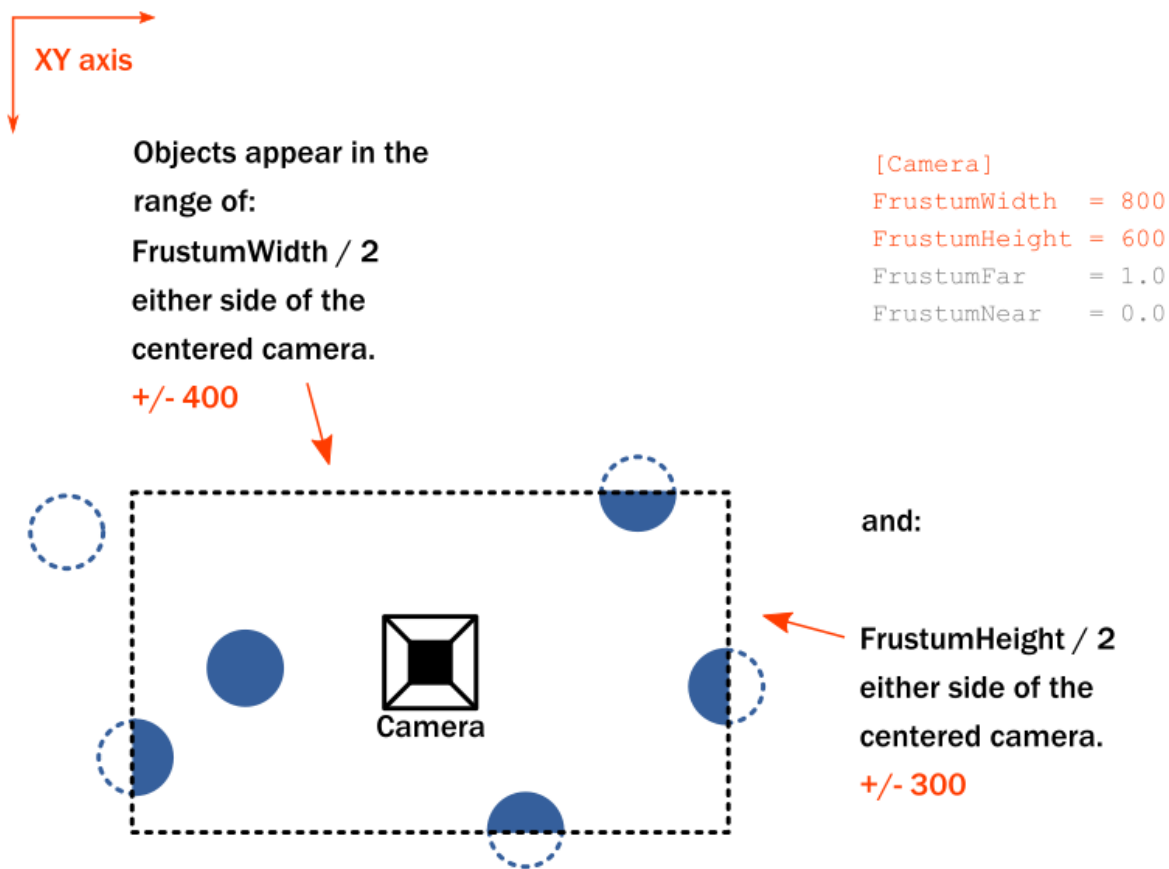 XY axis
Objects appear in the
range of:
FrustumWidth / 2
either side of the
centered camera.
+/- 400
[Camera]
FrustumWidth  = 800
FrustumHeight = 600
FrustumFar    = 1.0
FrustumNear   = 0.0
and:
FrustumHeight / 2
either side of the
centered camera.
+/- 300
Camera